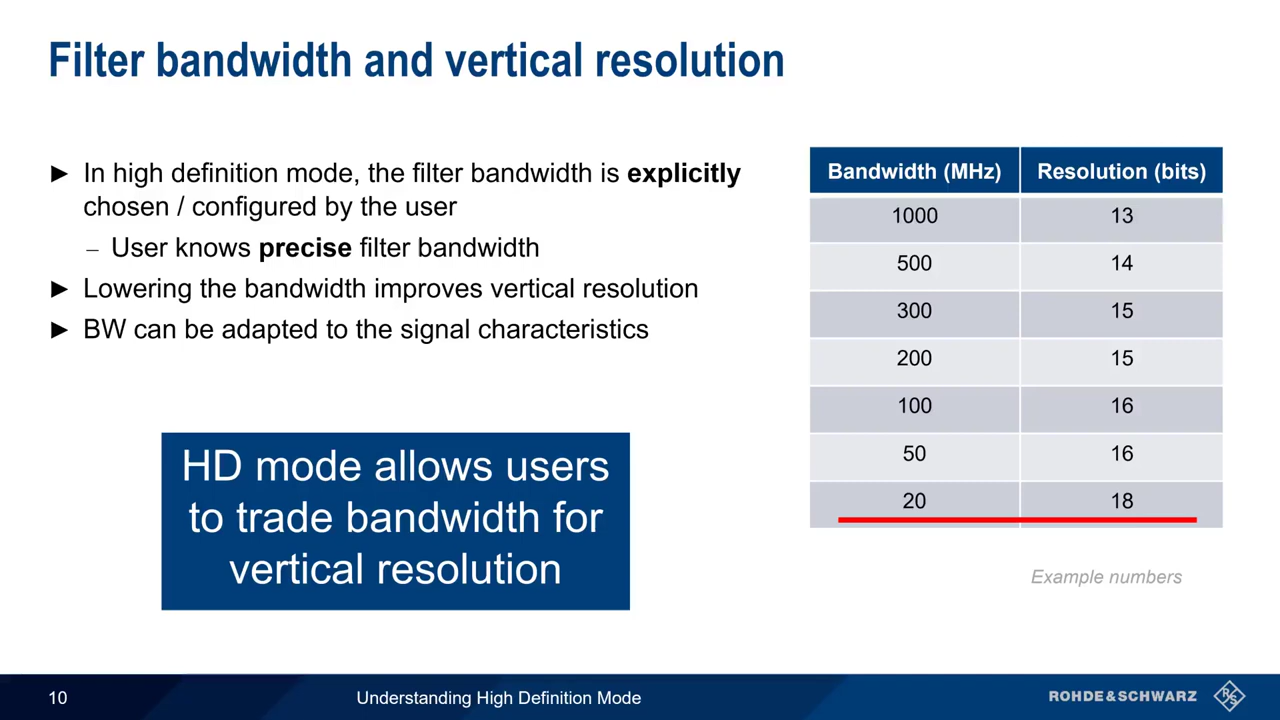 Filter bandwidth and vertical resolution
► In high definition mode, the filter bandwidth is explicitly
chosen / configured by the user
– User knows precise filter bandwidth
► Lowering the bandwidth improves vertical resolution
► BW can be adapted to the signal characteristics
HD mode allows users
to trade bandwidth for
vertical resolution
Bandwidth (MHz) Resolution (bits)
1000 13
500 14
300 15
200 15
100 16
50 16
20 18
Example numbers
10 Understanding High Definition Mode ROHDE & SCHWARZ R S